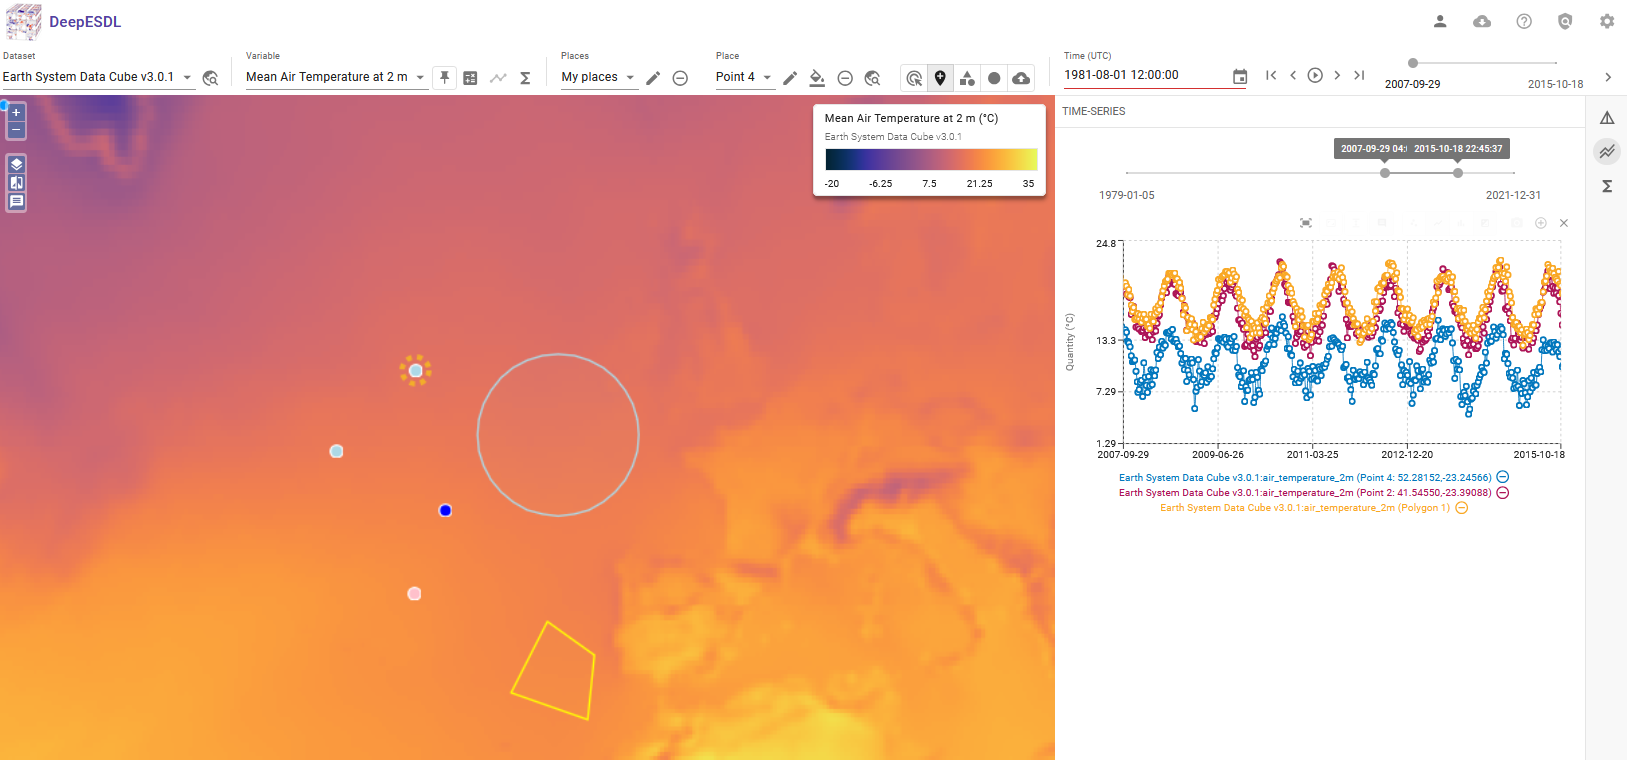 DeepESDL
Dataset
Variable
Places
Place
Time (UTC)
Earth System Data Cube v3.0.1
Mean Air Temperature at 2 m
Σ
My places
Point 4
1981-08-01 12:00:00
2007-09-29
2015-10-18
Mean Air Temperature at 2 m (°C)
Earth System Data Cube v3.0.1
-20
-6.25
7.5
21.25
35
TIME-SERIES
2007-09-29 04:
2015-10-18 22:45:37
1979-01-05
2021-12-31
24.8
13.3
7.29
1.29
Quantity (°C)
2007-09-29
2009-06-26
2011-03-25
2012-12-20
2015-10-18
Earth System Data Cube v3.0.1:air_temperature_2m (Point 4: 52.28152,-23.24566)
Earth System Data Cube v3.0.1:air_temperature_2m (Point 2: 41.54550,-23.39088)
Earth System Data Cube v3.0.1:air_temperature_2m (Polygon 1)
Σ